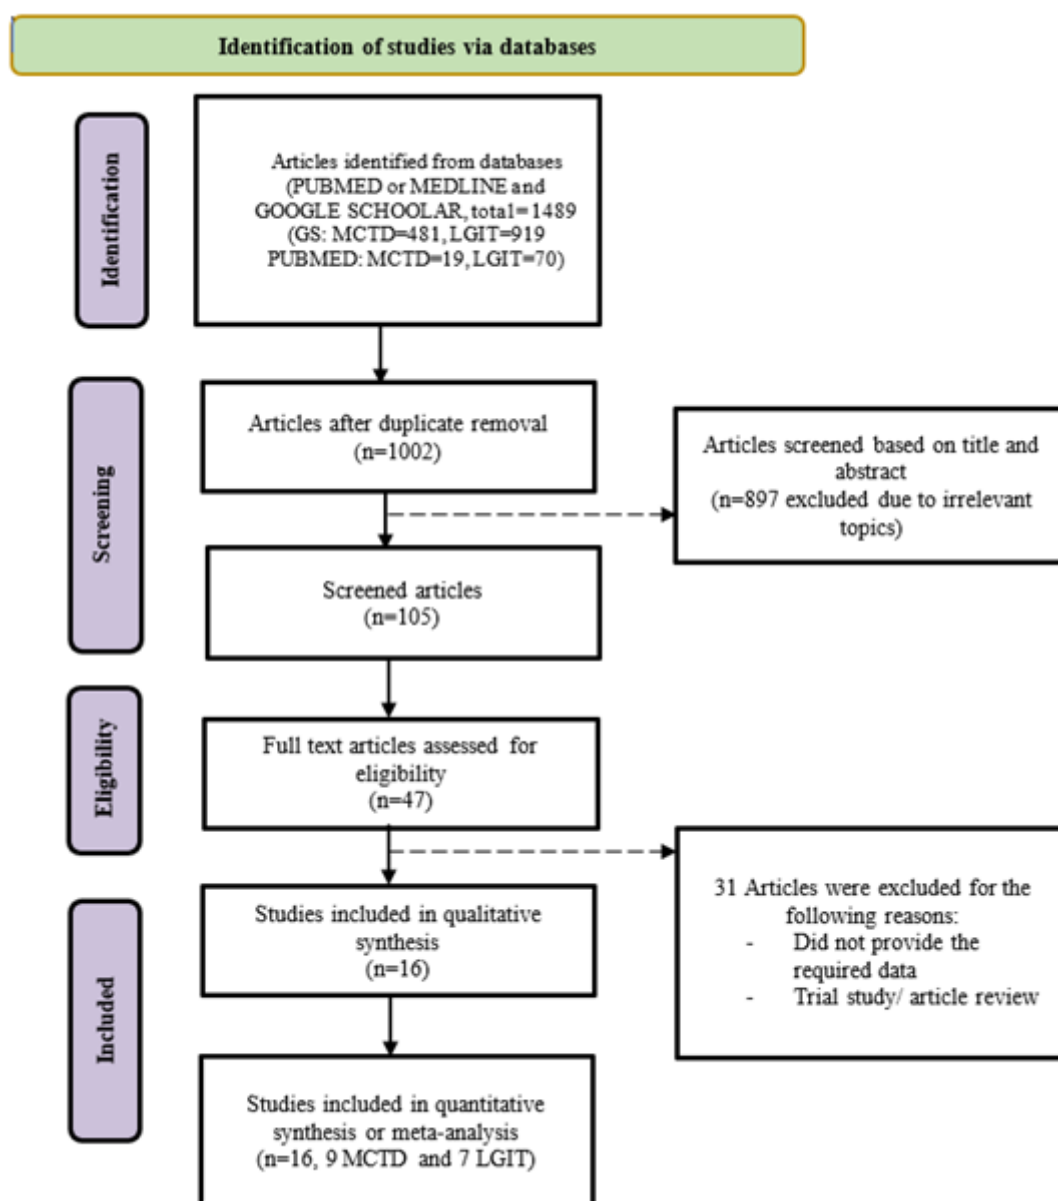 Identification of studies via databases
Identification
Articles identified from databases
(PUBMED or MEDLINE and
GOOGLE SCHOOLAR, total=1489
(GS: MCTD=481, LGIT=919
PUBMED: MCTD=19, LGIT=70)
Screening
Articles after duplicate removal
(n=1002)
Articles screened based on title and
abstract
(n=897 excluded due to irrelevant
topics)
Screened articles
(n=105)
Eligibility
Full text articles assessed for
eligibility
(n=47)
31 Articles were excluded for the
following reasons:
- Did not provide the
required data
- Trial study/ article review
Included
Studies included in qualitative
synthesis
(n=16)
Studies included in quantitative
synthesis or meta-analysis
(n=16, 9 MCTD and 7 LGIT)